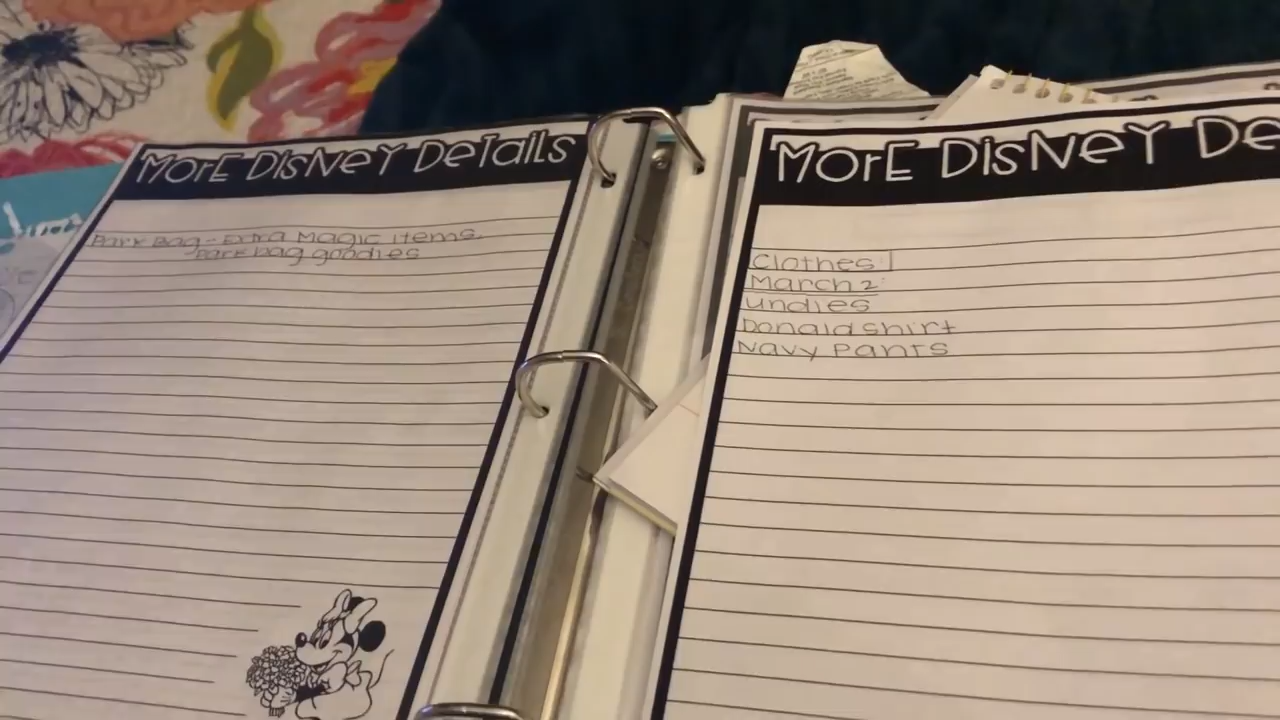 MorE DisNeY DeTails
Park Bag - Extra Magic items
Park bag goodies
MorE DisNeY De
Clothes
March 2
undies
Donald shirt
Navy Pants